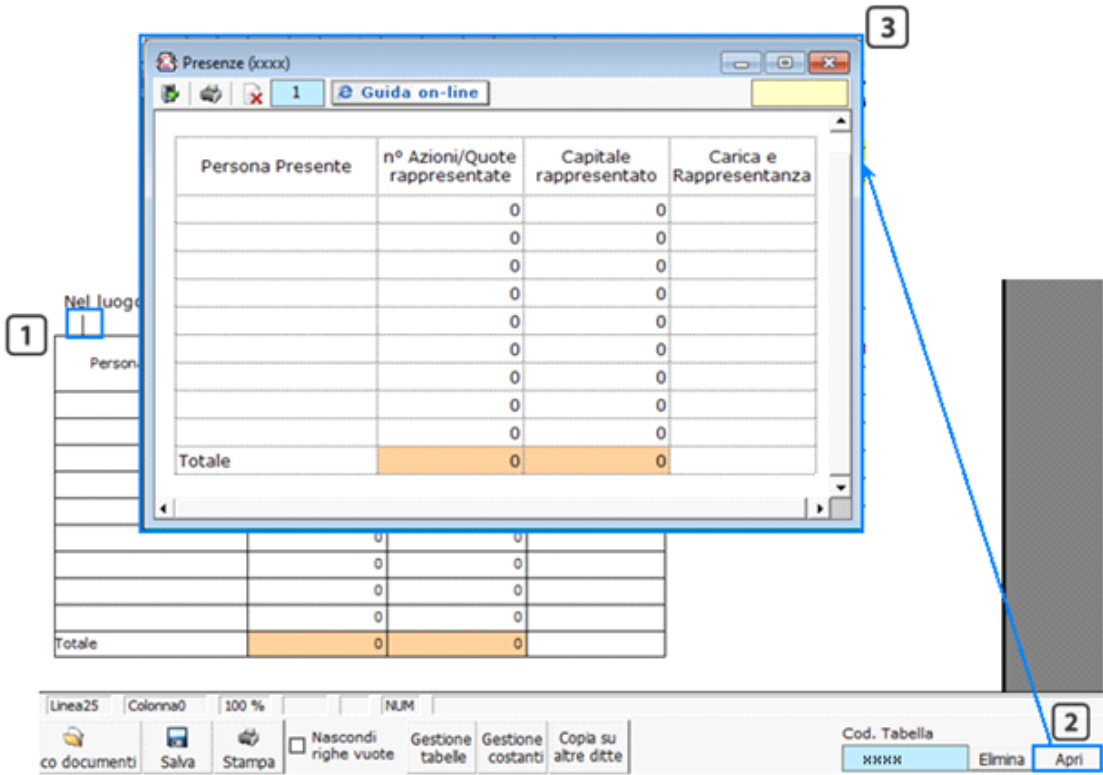 3
Presenze (xxxx)
1 Guida on-line
Persona Presente nº Azioni/Quote rappresentate Capitale rappresentato Carica e Rappresentanza
0 0
0 0
0 0
0 0
0 0
0 0
0 0
0 0
0 0
Totale 0 0
Nel luogo
1
Person
0 0
0 0
0 0
0 0
Totale 0 0
Linea25 Colonna0 100 % NUM
2
co documenti Salva Stampa Nascondi righe vuote Gestione tabelle Gestione costanti Copia su altre ditte
Cod. Tabella
xxxx Elimina Apri